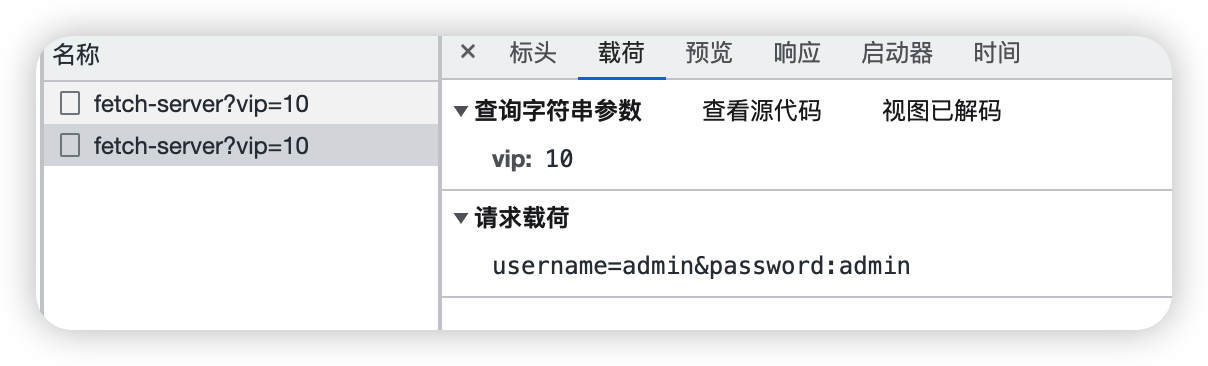 名称
fetch-server?vip=10
fetch-server?vip=10
× 标头 载荷 预览 响应 启动器 时间
查询字符串参数 查看源代码 视图已解码
vip: 10
请求载荷
username=admin&password:admin